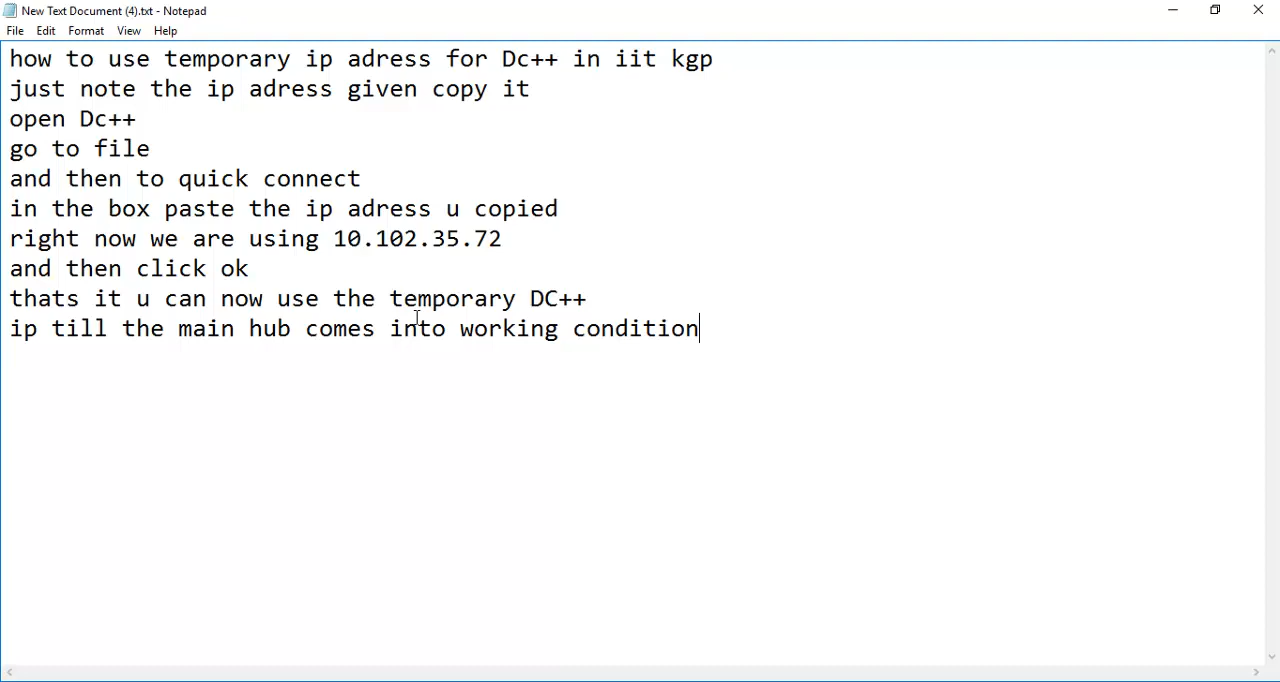 New Text Document (4).txt - Notepad
File Edit Format View Help
how to use temporary ip adress for Dc++ in iit kgp
just note the ip adress given copy it
open Dc++
go to file
and then to quick connect
in the box paste the ip adress u copied
right now we are using 10.102.35.72
and then click ok
thats it u can now use the temporary DC++
ip till the main hub comes into working condition